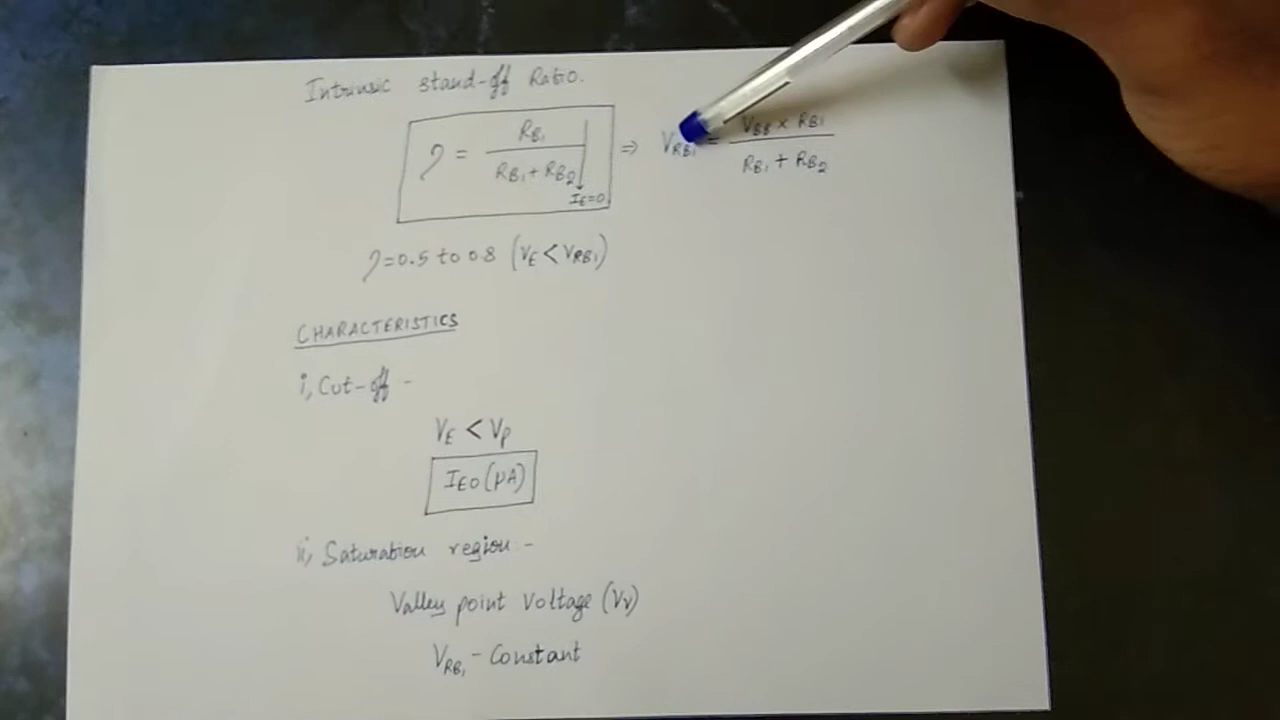 Intrinsic stand-off Ratio.
η = RB1 / RB1 + RB2 | IE=0 ⇒ VRB1 = VBB × RB1 / RB1 + RB2
η = 0.5 to 0.8 (VE < VRB1)
CHARACTERISTICS
i, Cut-off -
VE < VP
IEO (µA)
ii, Saturation region -
Valley point Voltage (VV)
VRB1 - Constant